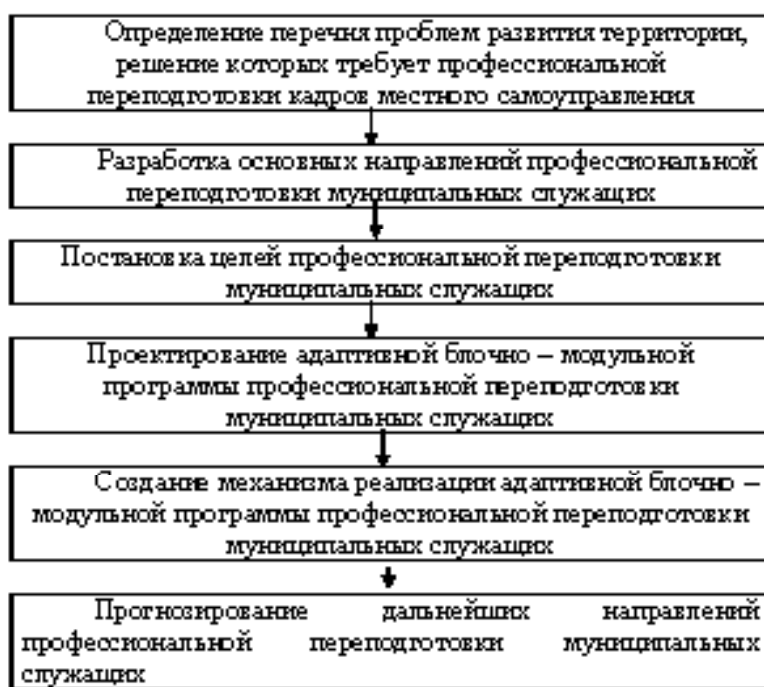 Определение перечня проблем развития территории,
решение которых требует профессиональной
переподготовки кадров местного самоуправления
Разработка основных направлений профессиональной
переподготовки муниципальных служащих
Постановка целей профессиональной переподготовки
муниципальных служащих
Проектирование адаптивной блочно – модульной
программы профессиональной переподготовки
муниципальных служащих
Создание механизма реализации адаптивной блочно –
модульной программы профессиональной переподготовки
муниципальных служащих
Прогнозирование дальнейших направлений
профессиональной переподготовки муниципальных
служащих